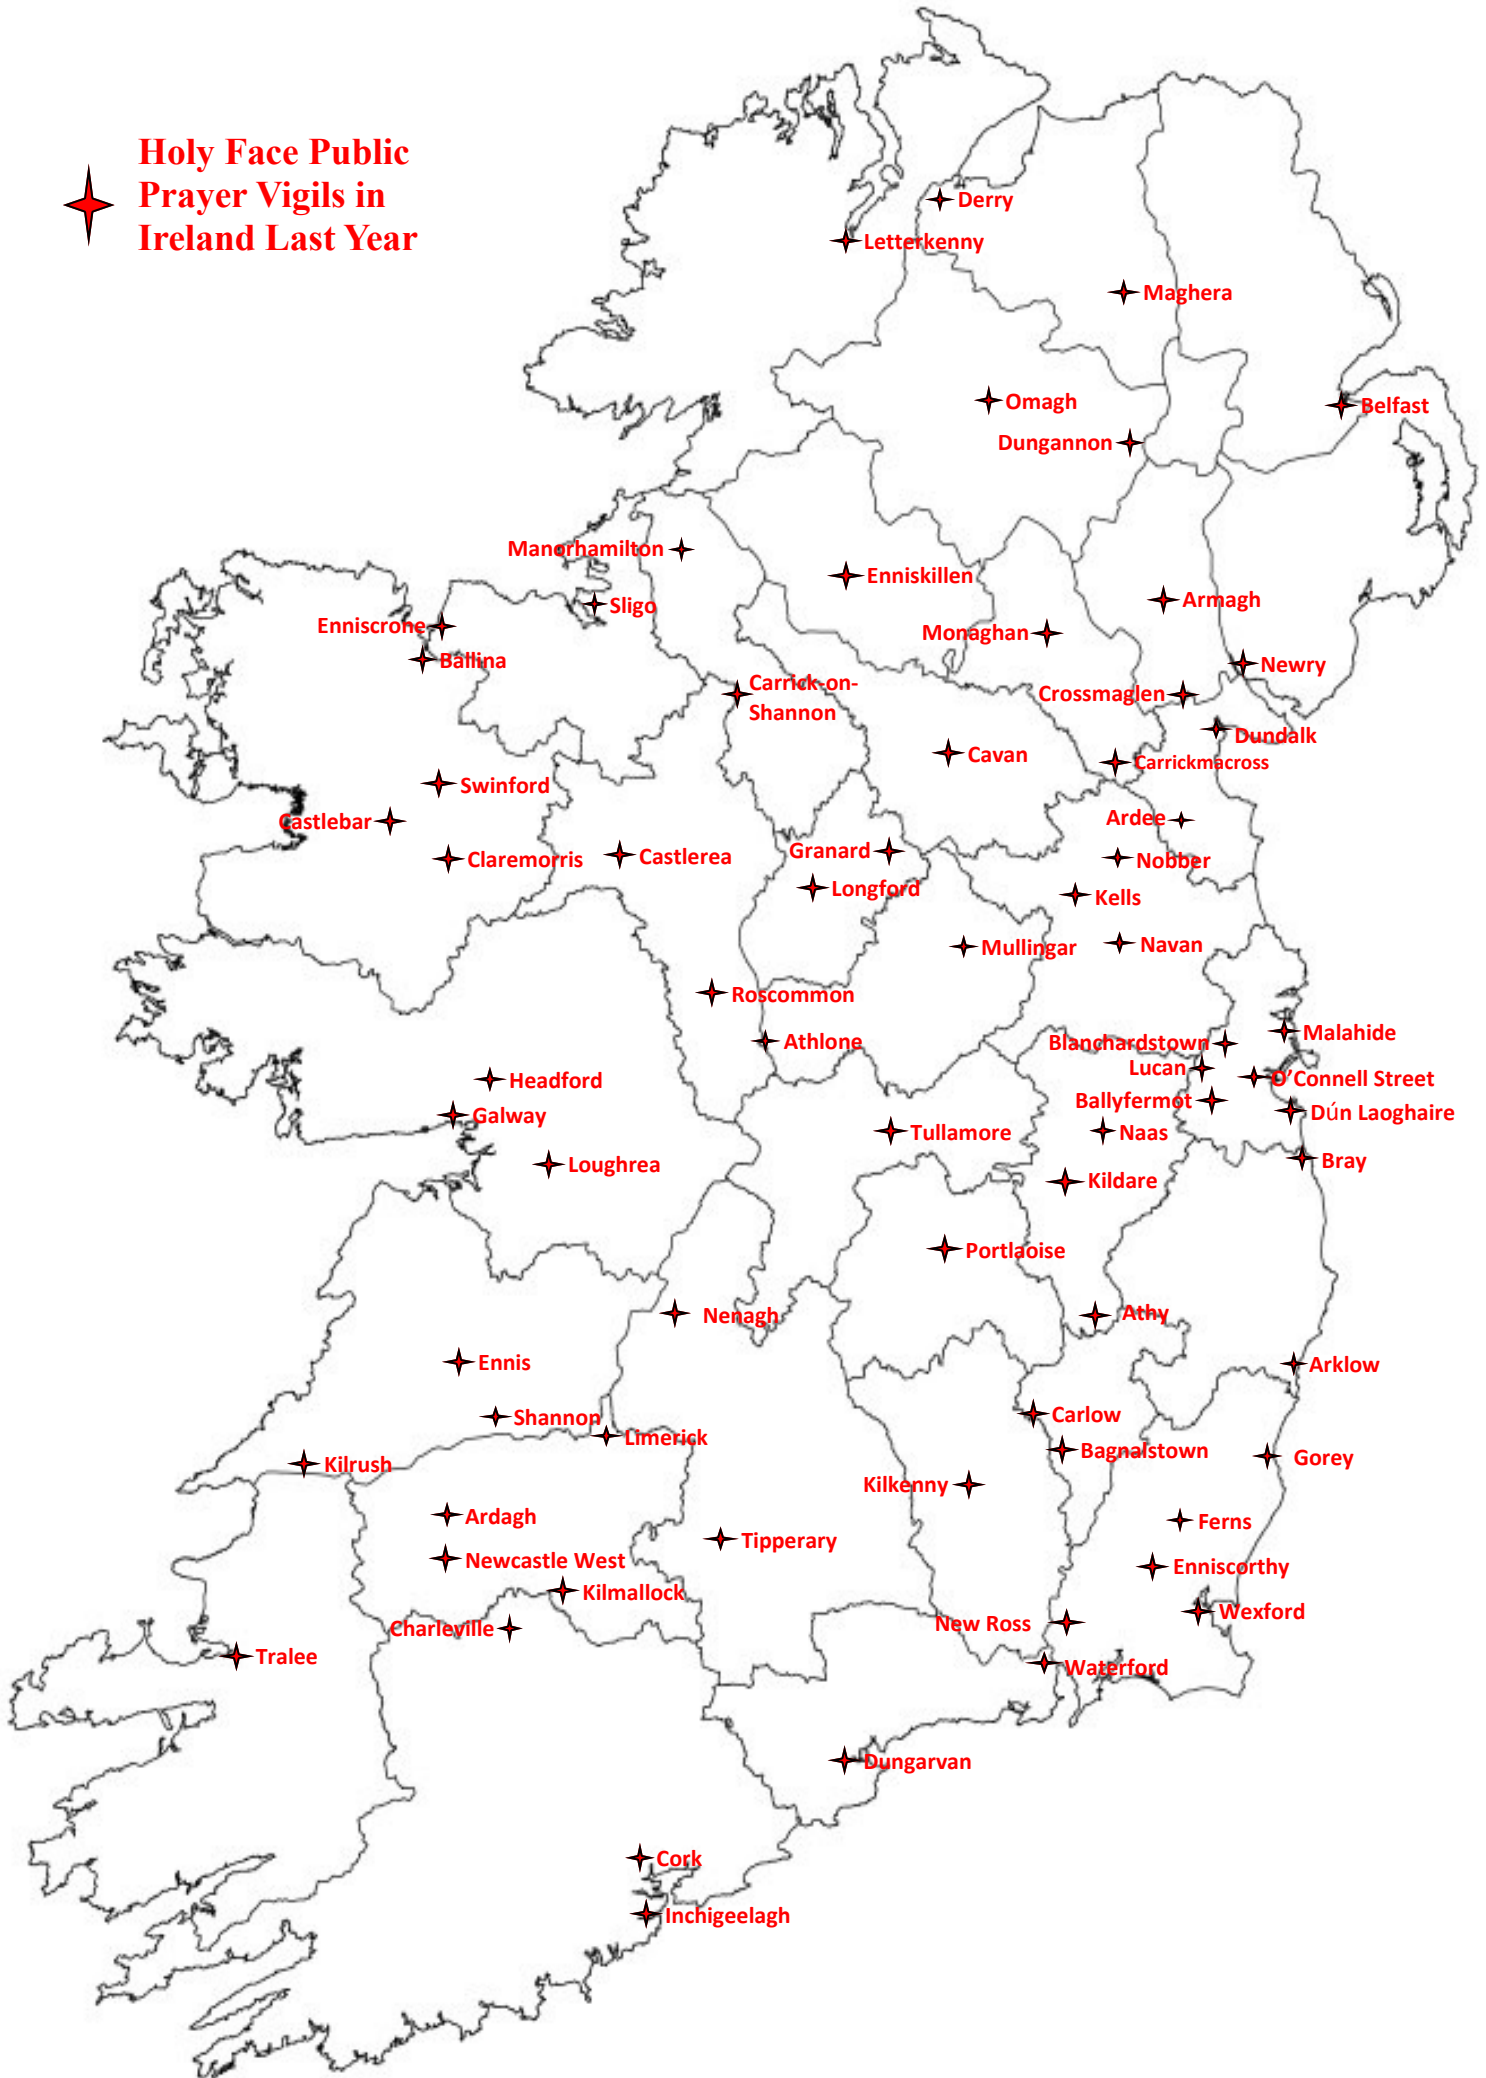 Holy Face Public
Prayer Vigils in
Ireland Last Year
Derry
Letterkenny
Maghera
Omagh
Belfast
Dungannon
Manorhamilton
Enniskillen
Sligo
Armagh
Enniscrone
Monaghan
Ballina
Newry
Carrick-on-
Shannon
Crossmaglen
Dundalk
Cavan
Carrickmacross
Swinford
Castlebar
Ardee
Claremorris
Castlerea
Granard
Nobber
Longford
Kells
Mullingar
Navan
Roscommon
Malahide
Athlone
Blanchardstown
Lucan
Headford
O'Connell Street
Ballyfermot
Galway
Dún Laoghaire
Tullamore
Naas
Loughrea
Bray
Kildare
Portlaoise
Nenagh
Athy
Ennis
Arklow
Shannon
Carlow
Limerick
Bagnalstown
Gorey
Kilrush
Kilkenny
Ardagh
Ferns
Tipperary
Newcastle West
Enniscorthy
Kilmallock
Wexford
Charleville
New Ross
Tralee
Waterford
Dungarvan
Cork
Inchigeelagh